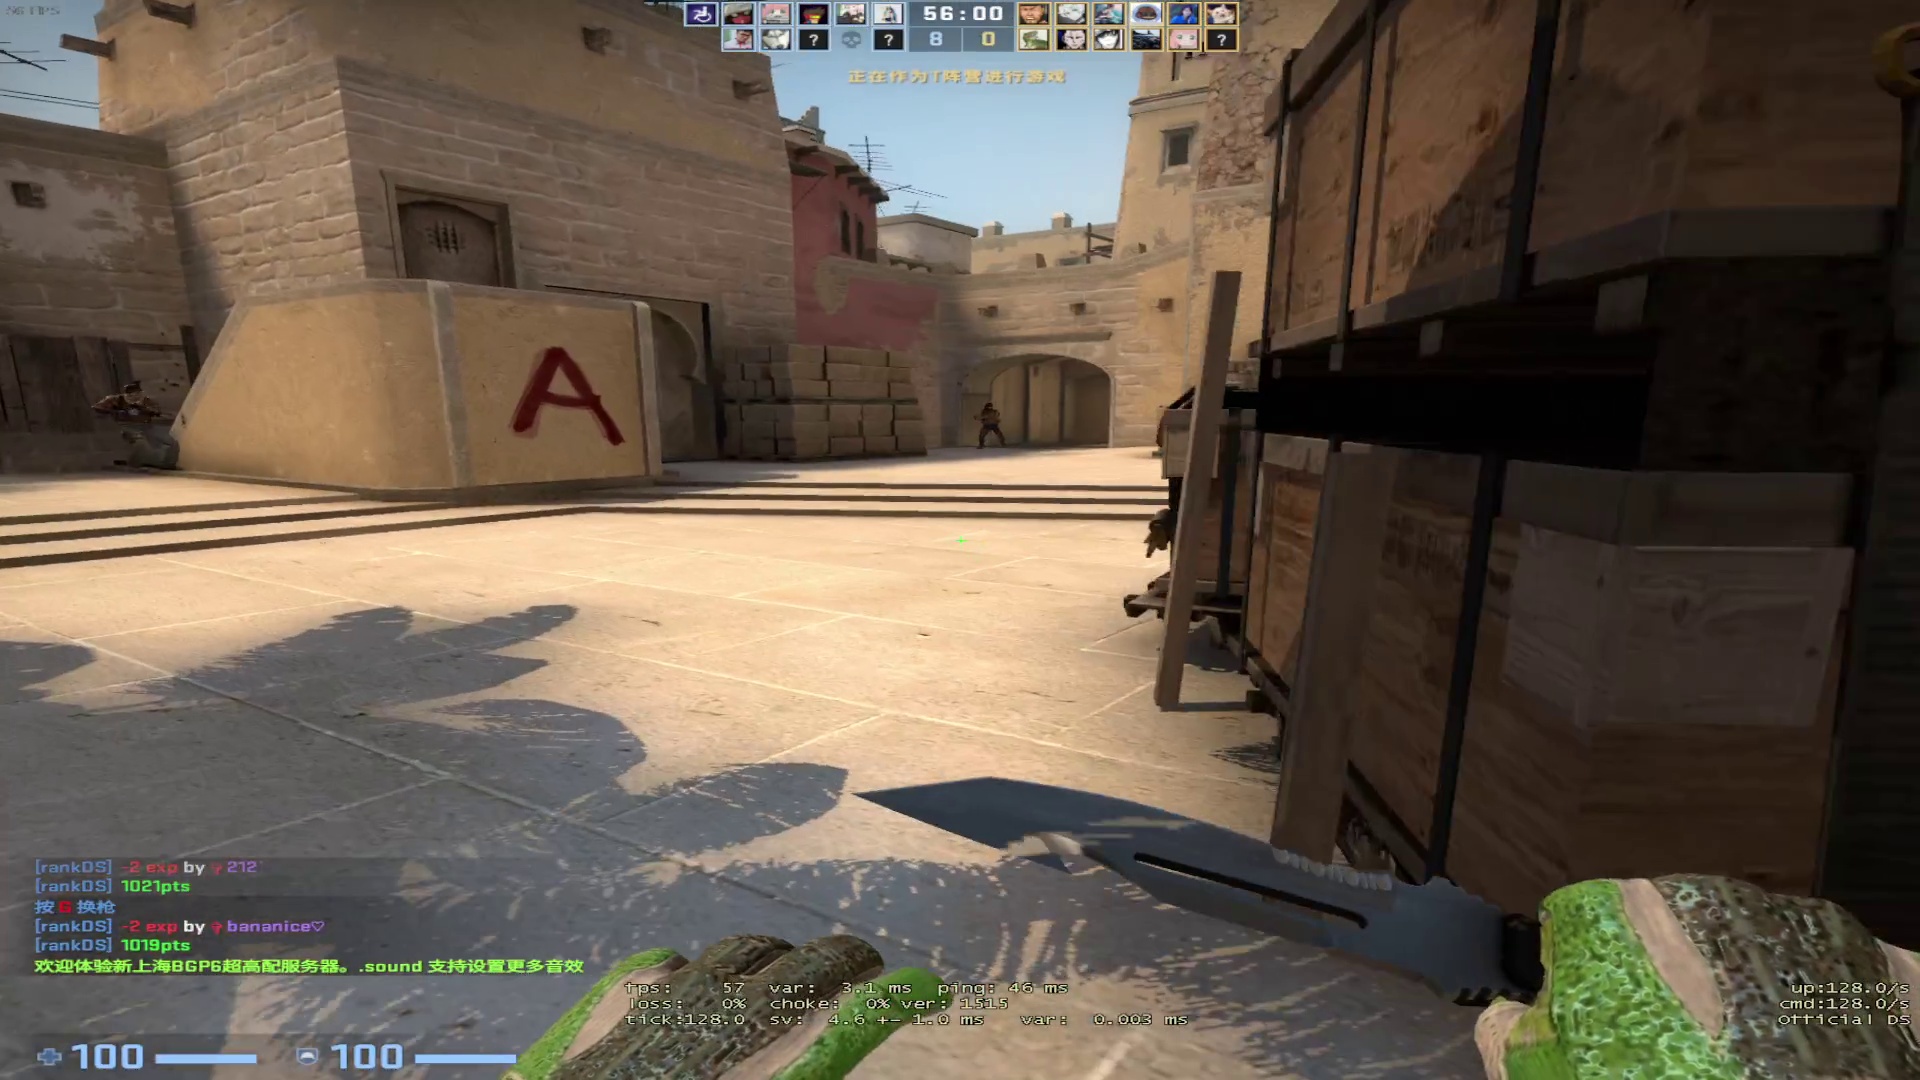 96 FPS
56:00
? ? 8 0 ?
正在作为T阵营进行游戏
A
[rankDS] -2 exp by 212
[rankDS] 1021pts
按 G 换枪
[rankDS] -2 exp by bananice♡
[rankDS] 1019pts
欢迎体验新上海BGP6超高配服务器。.sound 支持设置更多音效
fps: 57 var: 3.1 ms ping: 46 ms
loss: 0% choke: 0% ver: 1515
tick:128.0 sv: 4.6 +- 1.0 ms var: 0.003 ms
up:128.0/s
cmd:128.0/s
Official DS
100 100